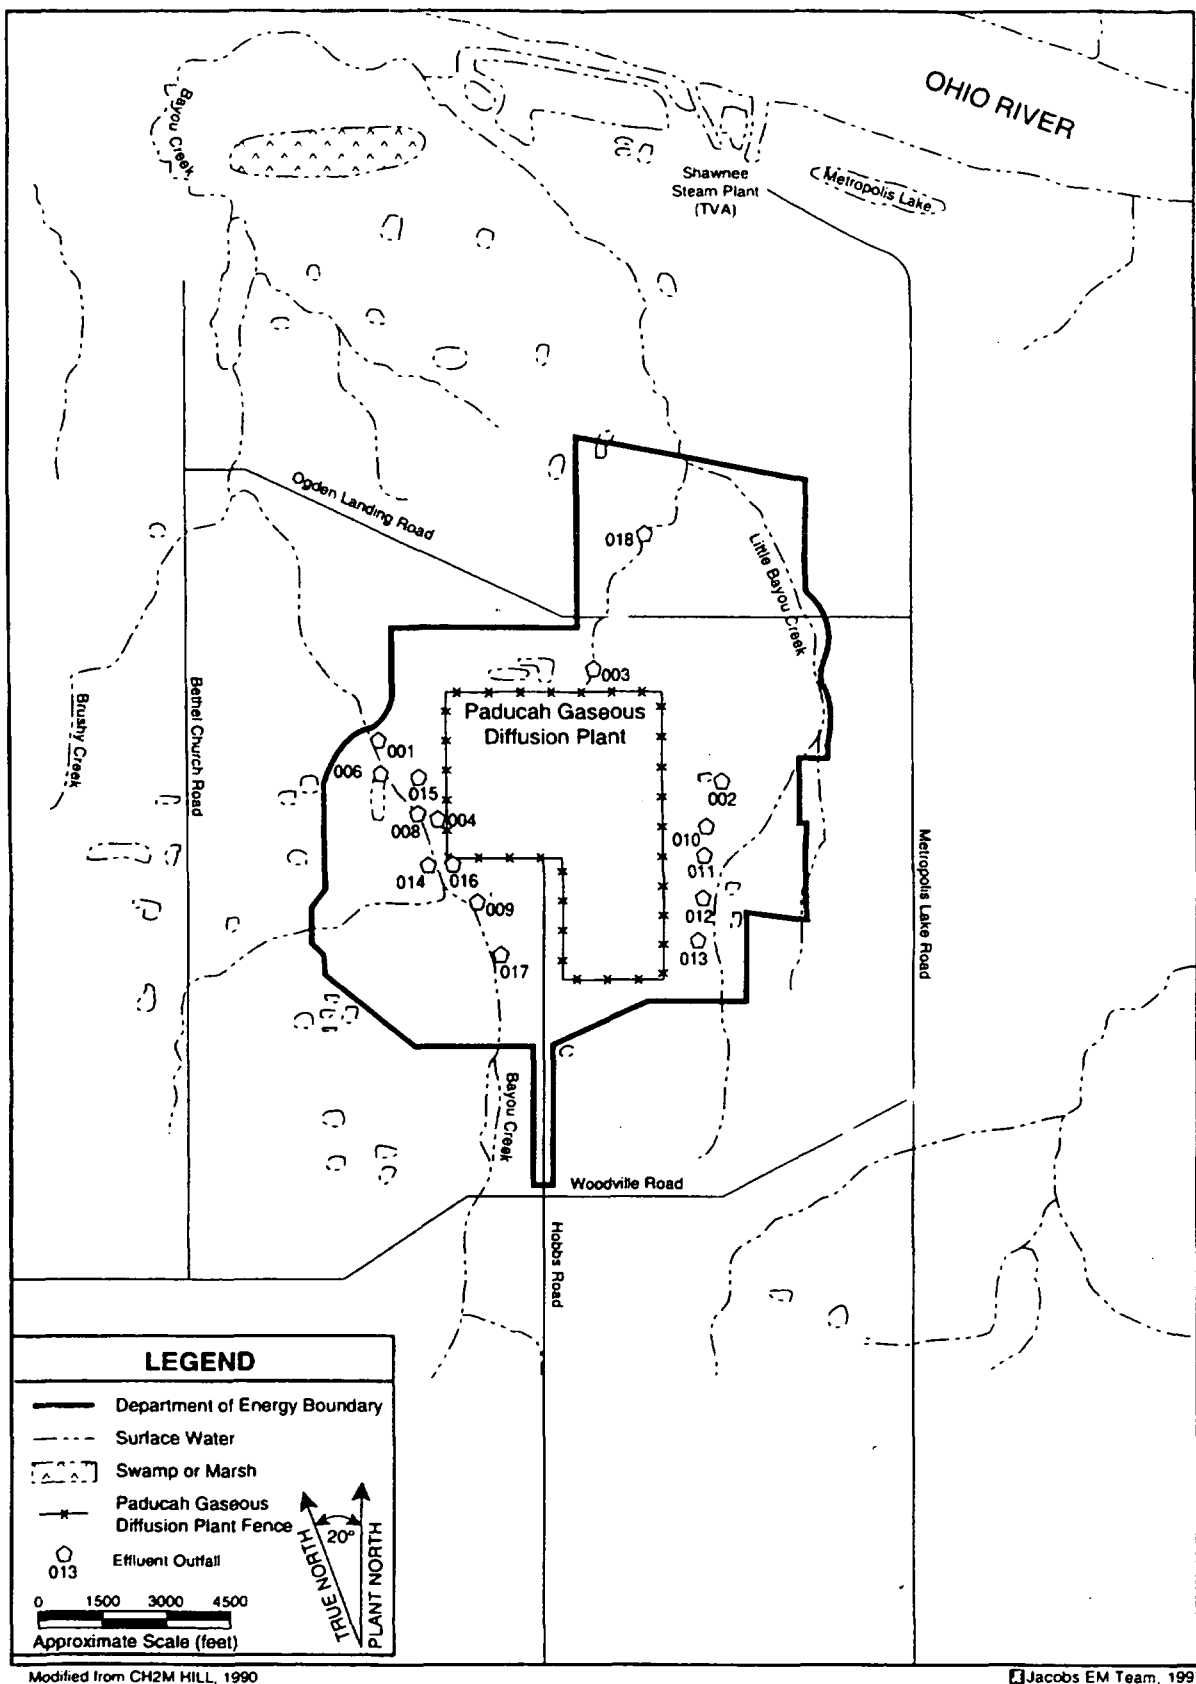 OHIO RIVER
Bayou Creek
Shawnee
Steam Plant
(TVA)
Metropolis Lake
Ogden Landing Road
018
Little Bayou Creek
003
Paducah Gaseous
Diffusion Plant
Brushy Creek
Bethel Church Road
001
006
015
002
008
004
010
011
014
016
012
009
013
017
Metropolis Lake Road
Bayou Creek
Woodville Road
Hobbs Road
LEGEND
Department of Energy Boundary
Surface Water
Swamp or Marsh
Paducah Gaseous
Diffusion Plant Fence
013
Effluent Outfall
20°
TRUE NORTH
PLANT NORTH
0 1500 3000 4500
Approximate Scale (feet)
Modified from CH2M HILL, 1990
Jacobs EM Team, 199